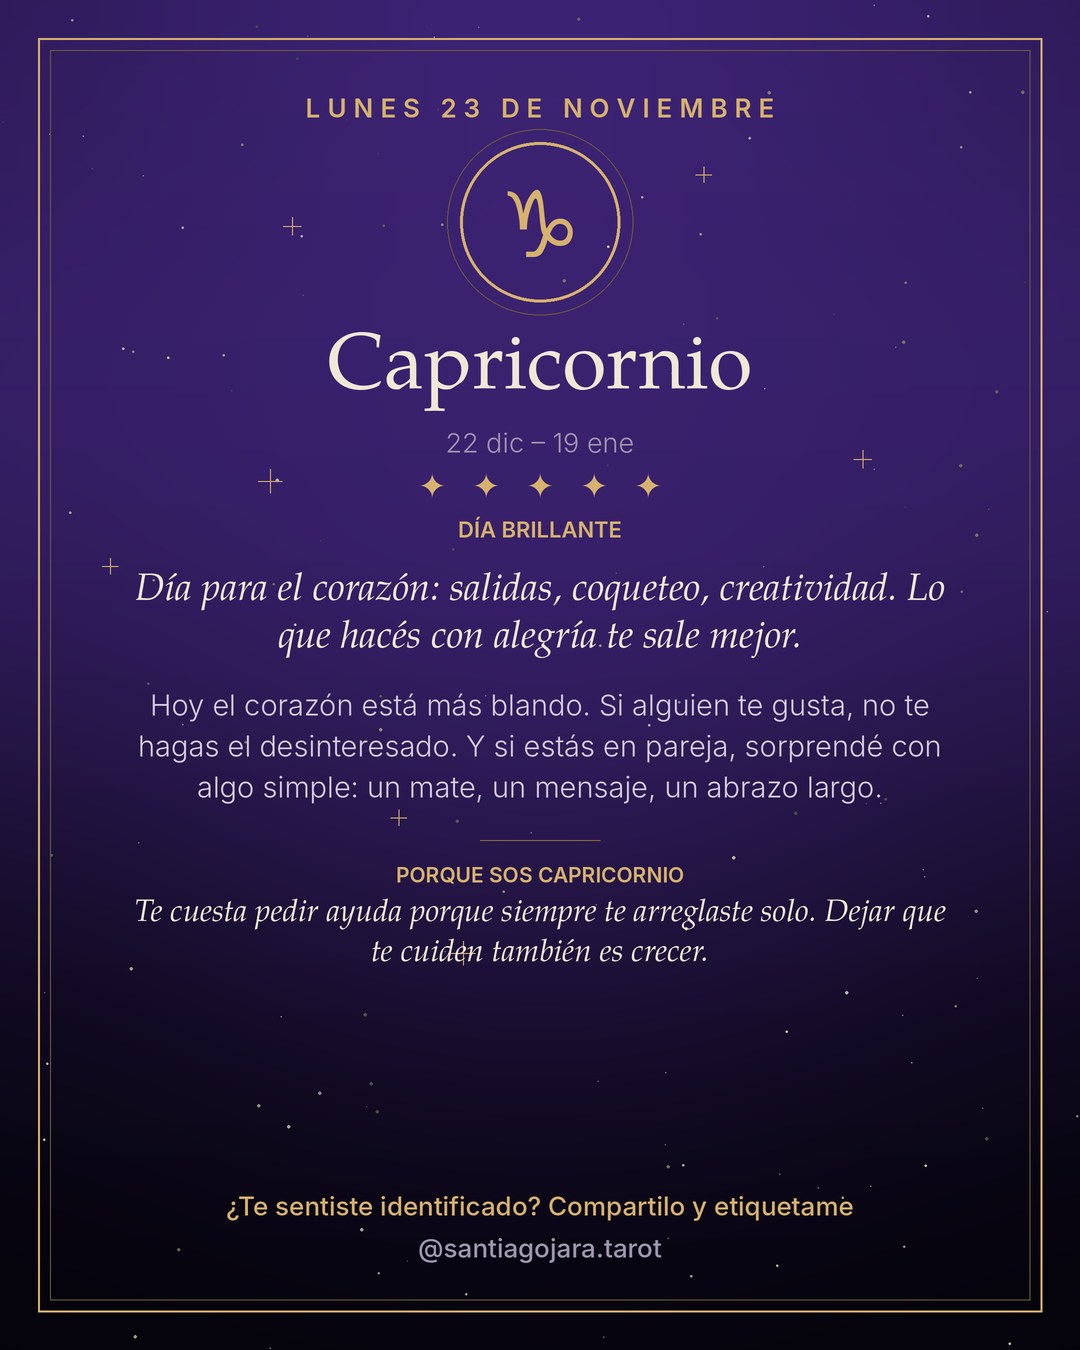 LUNES 23 DE NOVIEMBRE
♑
Capricornio
22 dic – 19 ene
✦ ✦ ✦ ✦ ✦
DÍA BRILLANTE
Día para el corazón: salidas, coqueteo, creatividad. Lo
que hacés con alegría te sale mejor.
Hoy el corazón está más blando. Si alguien te gusta, no te
hagas el desinteresado. Y si estás en pareja, sorprendé con
algo simple: un mate, un mensaje, un abrazo largo.
PORQUE SOS CAPRICORNIO
Te cuesta pedir ayuda porque siempre te arreglaste solo. Dejar que
te cuiden también es crecer.
¿Te sentiste identificado? Compartilo y etiquetame
@santiagojara.tarot